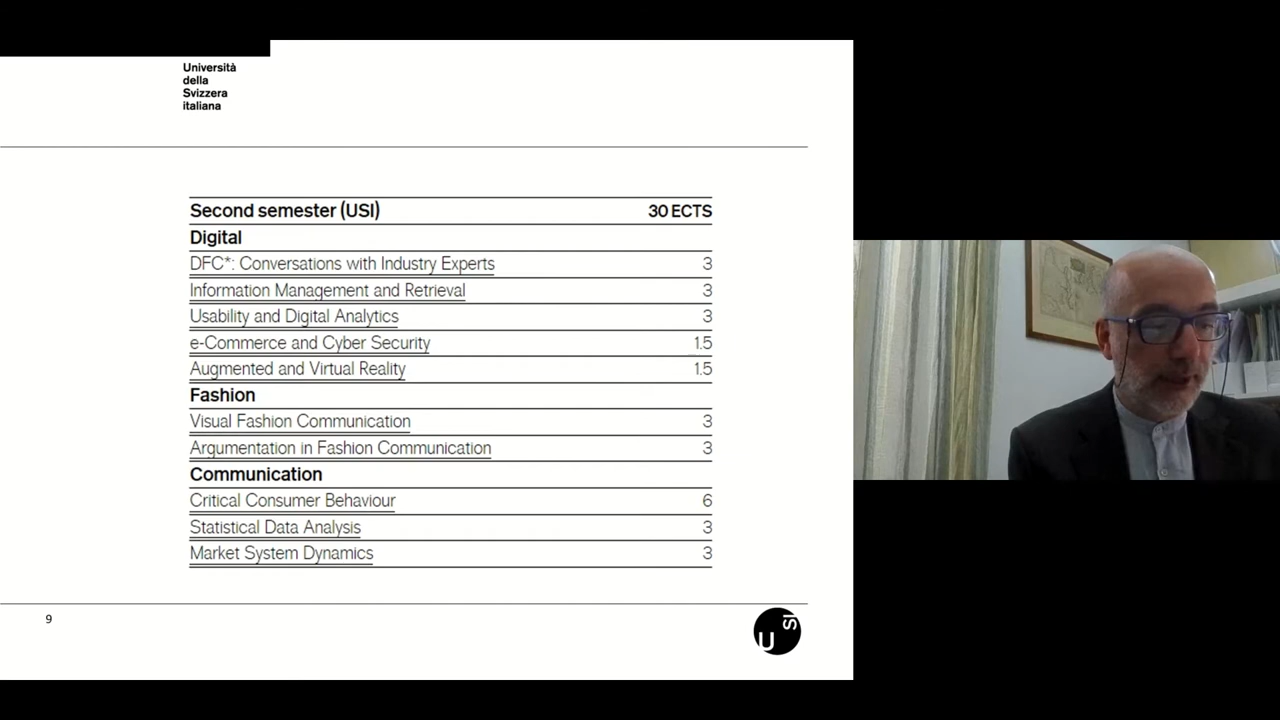 Università
della
Svizzera
italiana
Second semester (USI) 30 ECTS
Digital
DFC*: Conversations with Industry Experts 3
Information Management and Retrieval 3
Usability and Digital Analytics 3
e-Commerce and Cyber Security 1.5
Augmented and Virtual Reality 1.5
Fashion
Visual Fashion Communication 3
Argumentation in Fashion Communication 3
Communication
Critical Consumer Behaviour 6
Statistical Data Analysis 3
Market System Dynamics 3
9
U SI